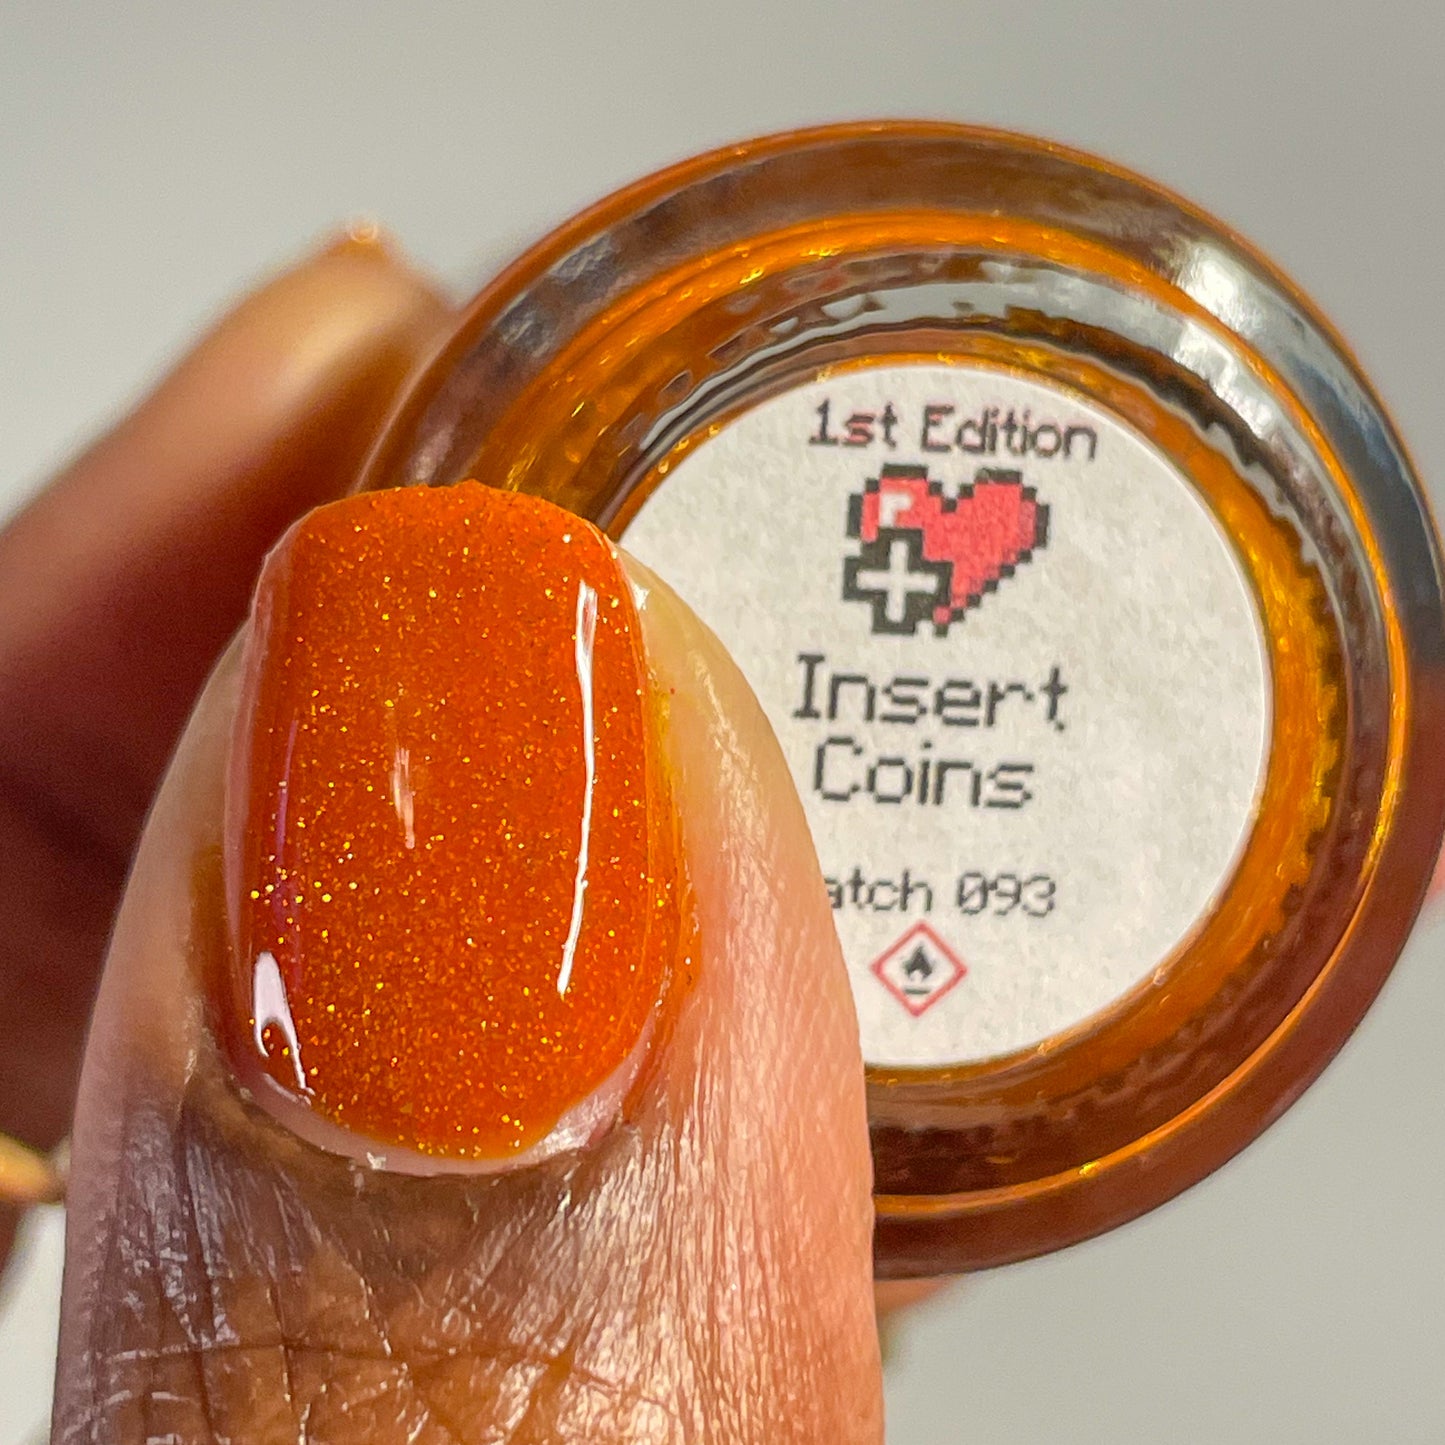 1st Edition
Insert
Coins
atch 093